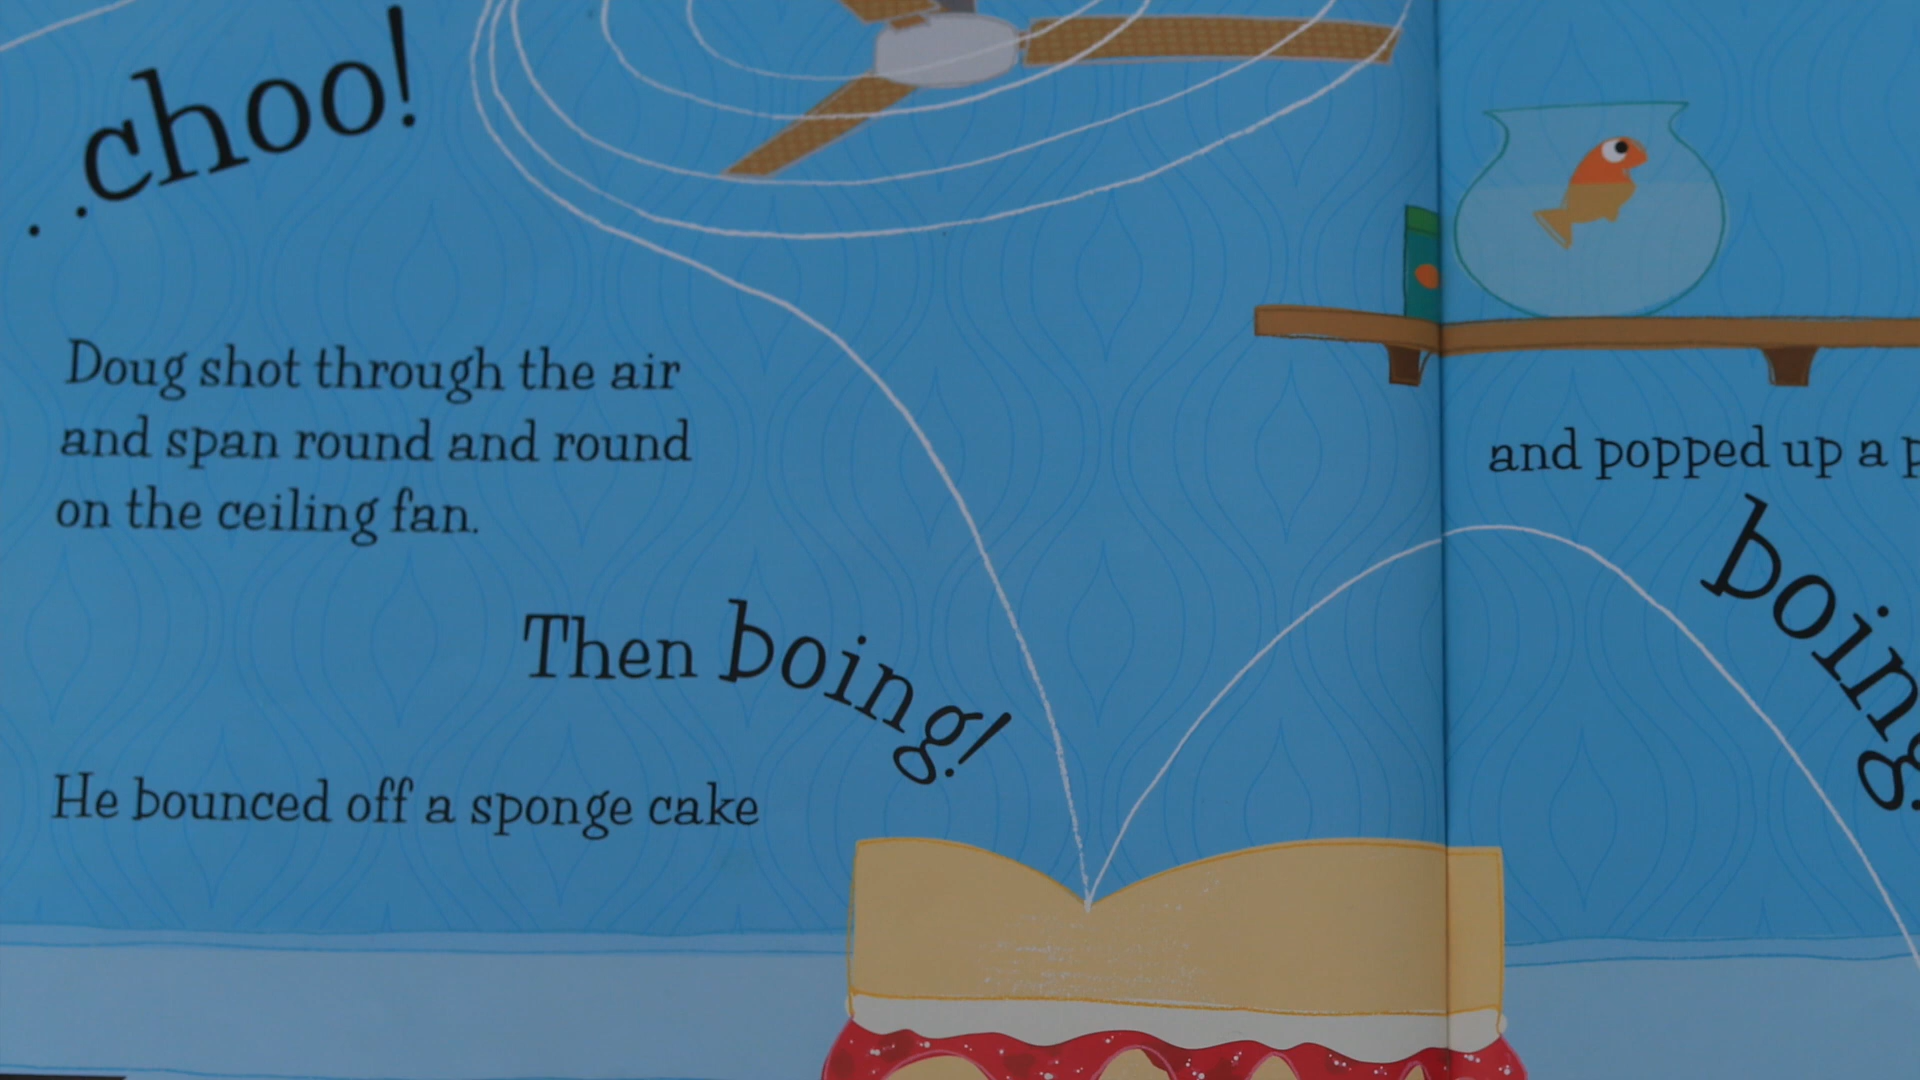 . . .choo!
Doug shot through the air
and span round and round
on the ceiling fan.
Then boing!
He bounced off a sponge cake
and popped up a
boing